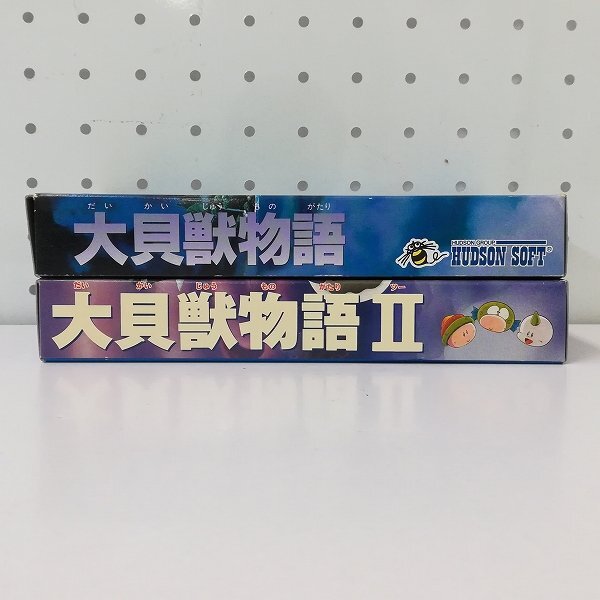 だい かい じゅう もの がたり
大貝獣物語
HUDSON GROUP
HUDSON SOFT®
だい がい じゅう もの がたり ツー
大貝獣物語II